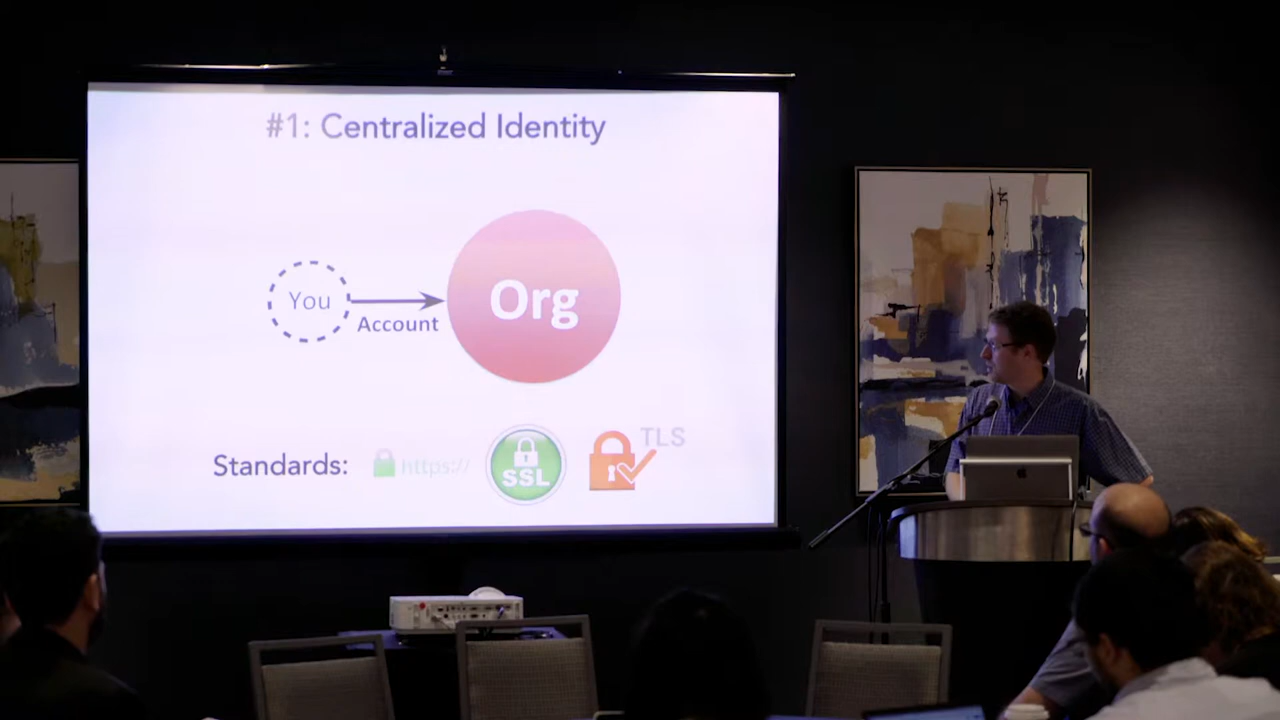 #1: Centralized Identity
You
Account
Org
Standards:
https://
SSL
TLS